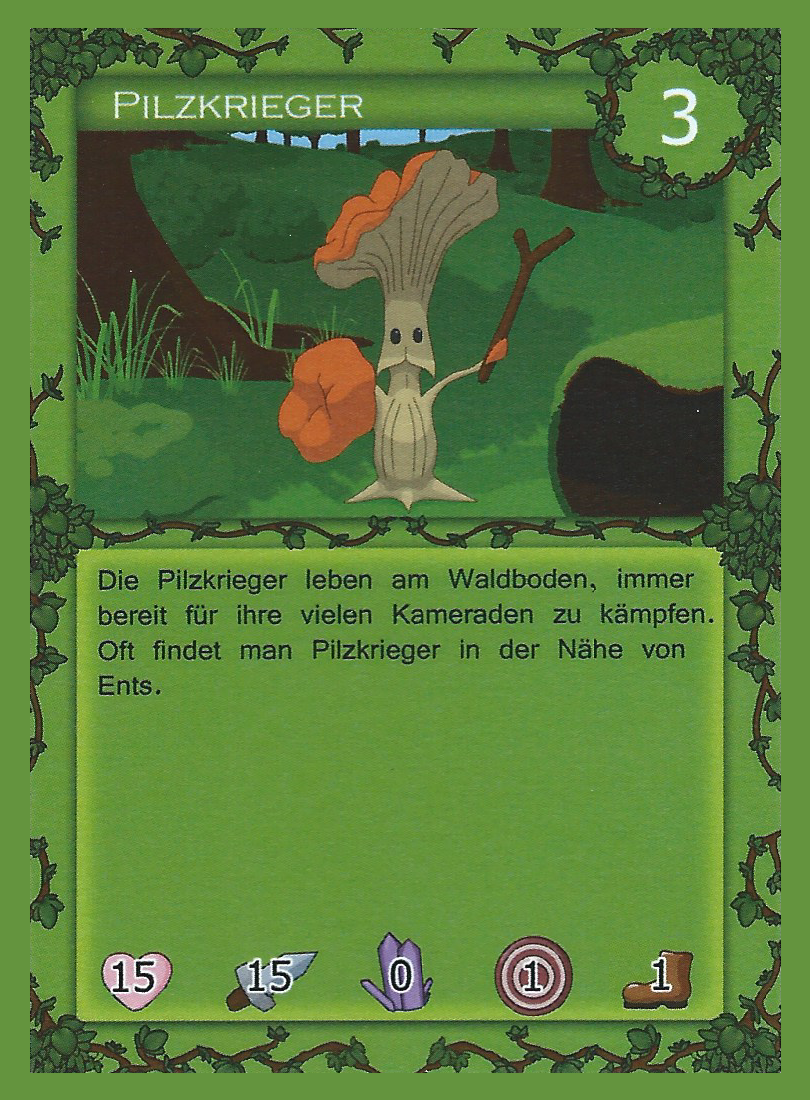 PILZKRIEGER
3
Die Pilzkrieger leben am Waldboden, immer
bereit für ihre vielen Kameraden zu kämpfen.
Oft findet man Pilzkrieger in der Nähe von
Ents.
15 15 0 1 1